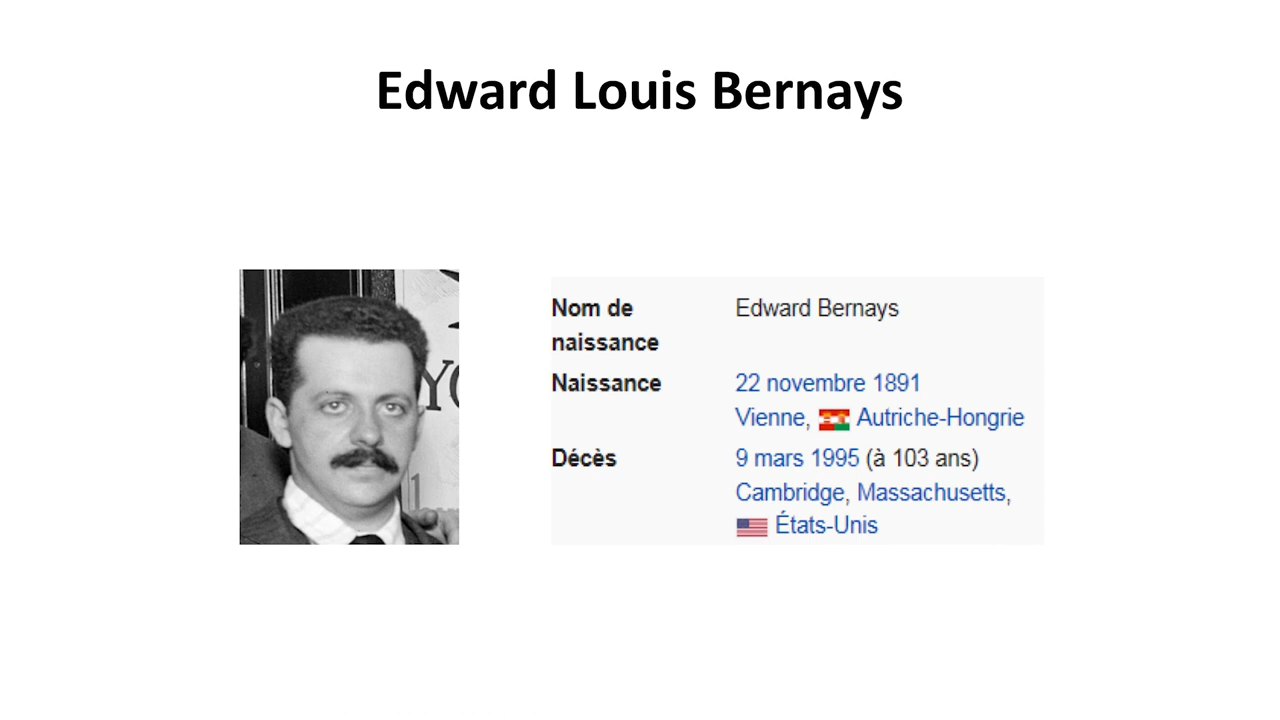 Edward Louis Bernays
Nom de naissance Edward Bernays
Naissance 22 novembre 1891
Vienne, Autriche-Hongrie
Décès 9 mars 1995 (à 103 ans)
Cambridge, Massachusetts,
États-Unis